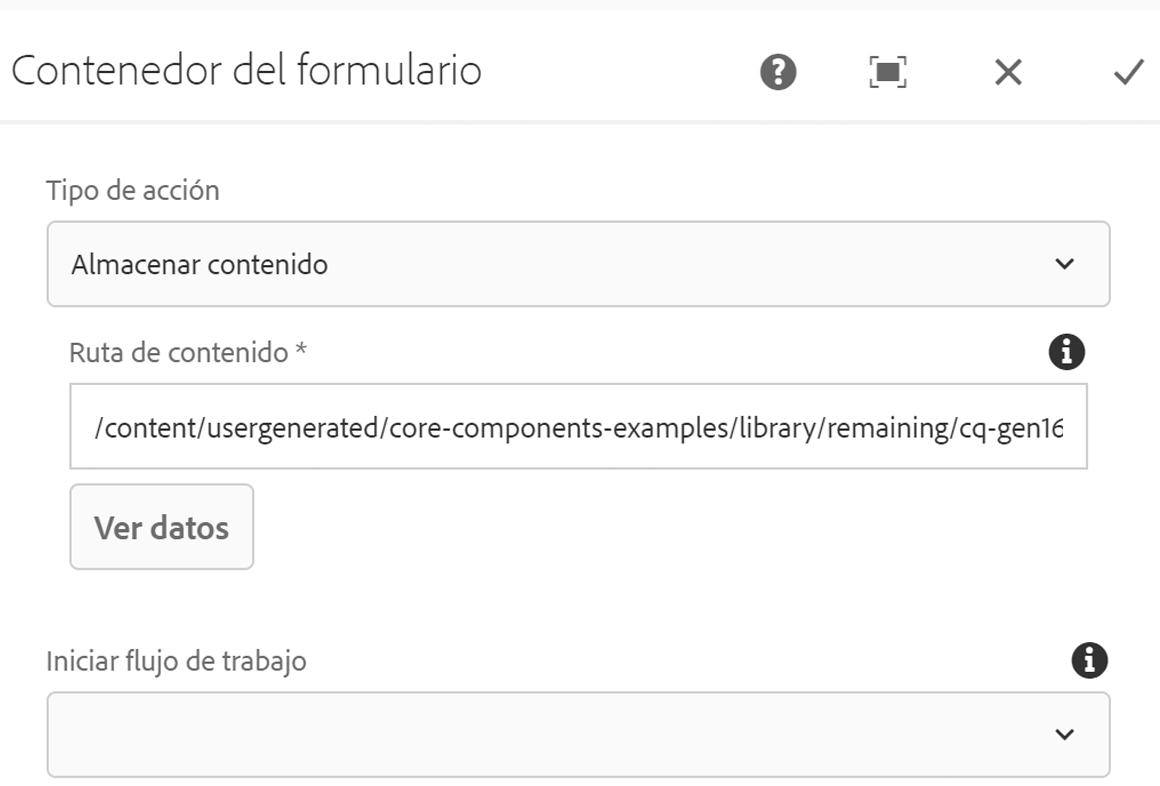 Contenedor del formulario
Tipo de acción
Almacenar contenido
Ruta de contenido *
/content/usergenerated/core-components-examples/library/remaining/cq-gen16
Ver datos
Iniciar flujo de trabajo